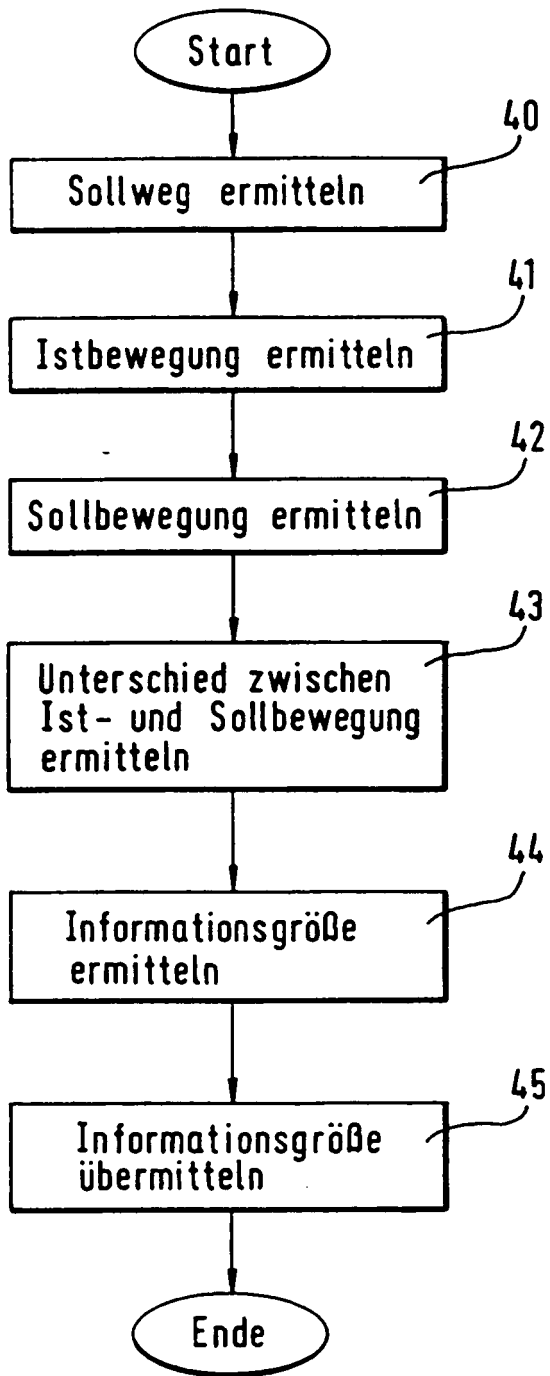 Start
40
Sollweg ermitteln
41
Istbewegung ermitteln
42
Sollbewegung ermitteln
43
Unterschied zwischen
Ist- und Sollbewegung
ermitteln
44
Informationsgröße
ermitteln
45
Informationsgröße
übermitteln
Ende